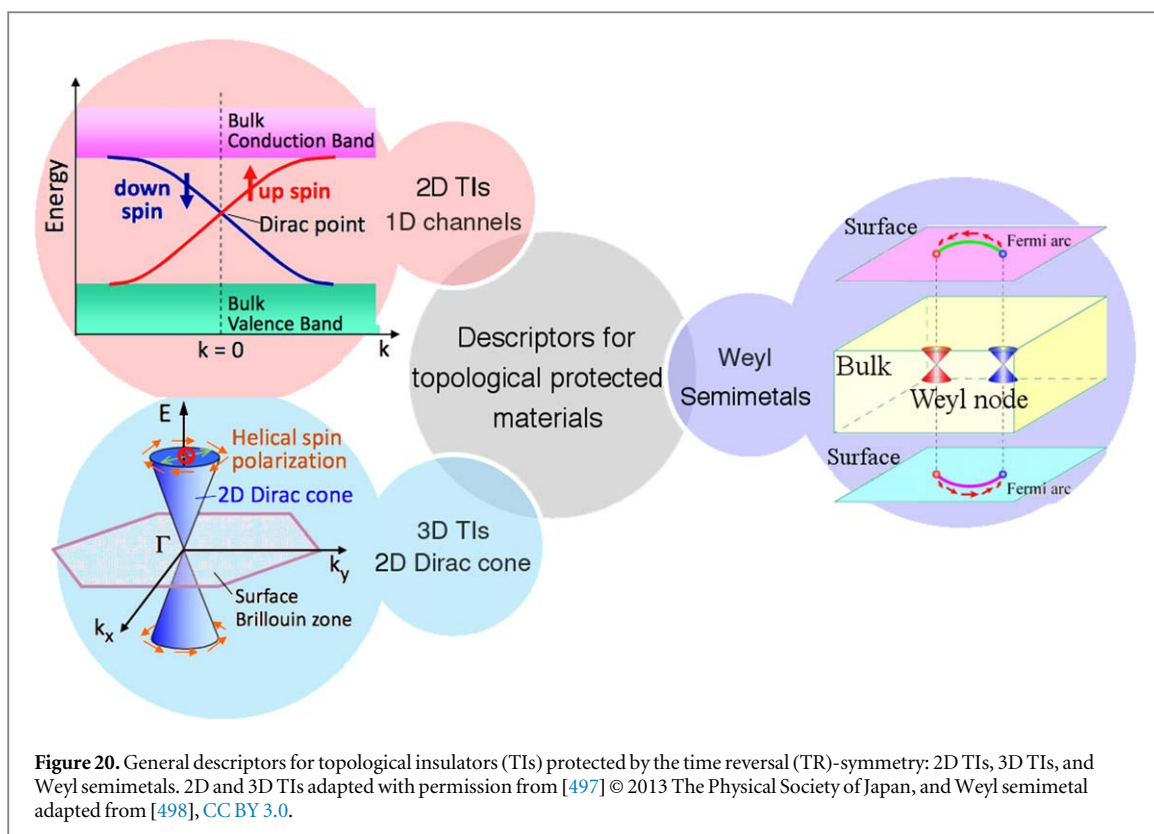 Energy
Bulk
Conduction Band
down
spin
up spin
Dirac point
Bulk
Valence Band
k = 0
k
2D TIs
1D channels
Descriptors for
topological protected
materials
Weyl
Semimetals
Surface
Fermi arc
Bulk
Weyl node
Surface
Fermi arc
E
Helical spin
polarization
2D Dirac cone
Γ
ky
kx
Surface
Brillouin zone
3D TIs
2D Dirac cone
Figure 20. General descriptors for topological insulators (TIs) protected by the time reversal (TR)-symmetry: 2D TIs, 3D TIs, and
Weyl semimetals. 2D and 3D TIs adapted with permission from [497] © 2013 The Physical Society of Japan, and Weyl semimetal
adapted from [498], CC BY 3.0.